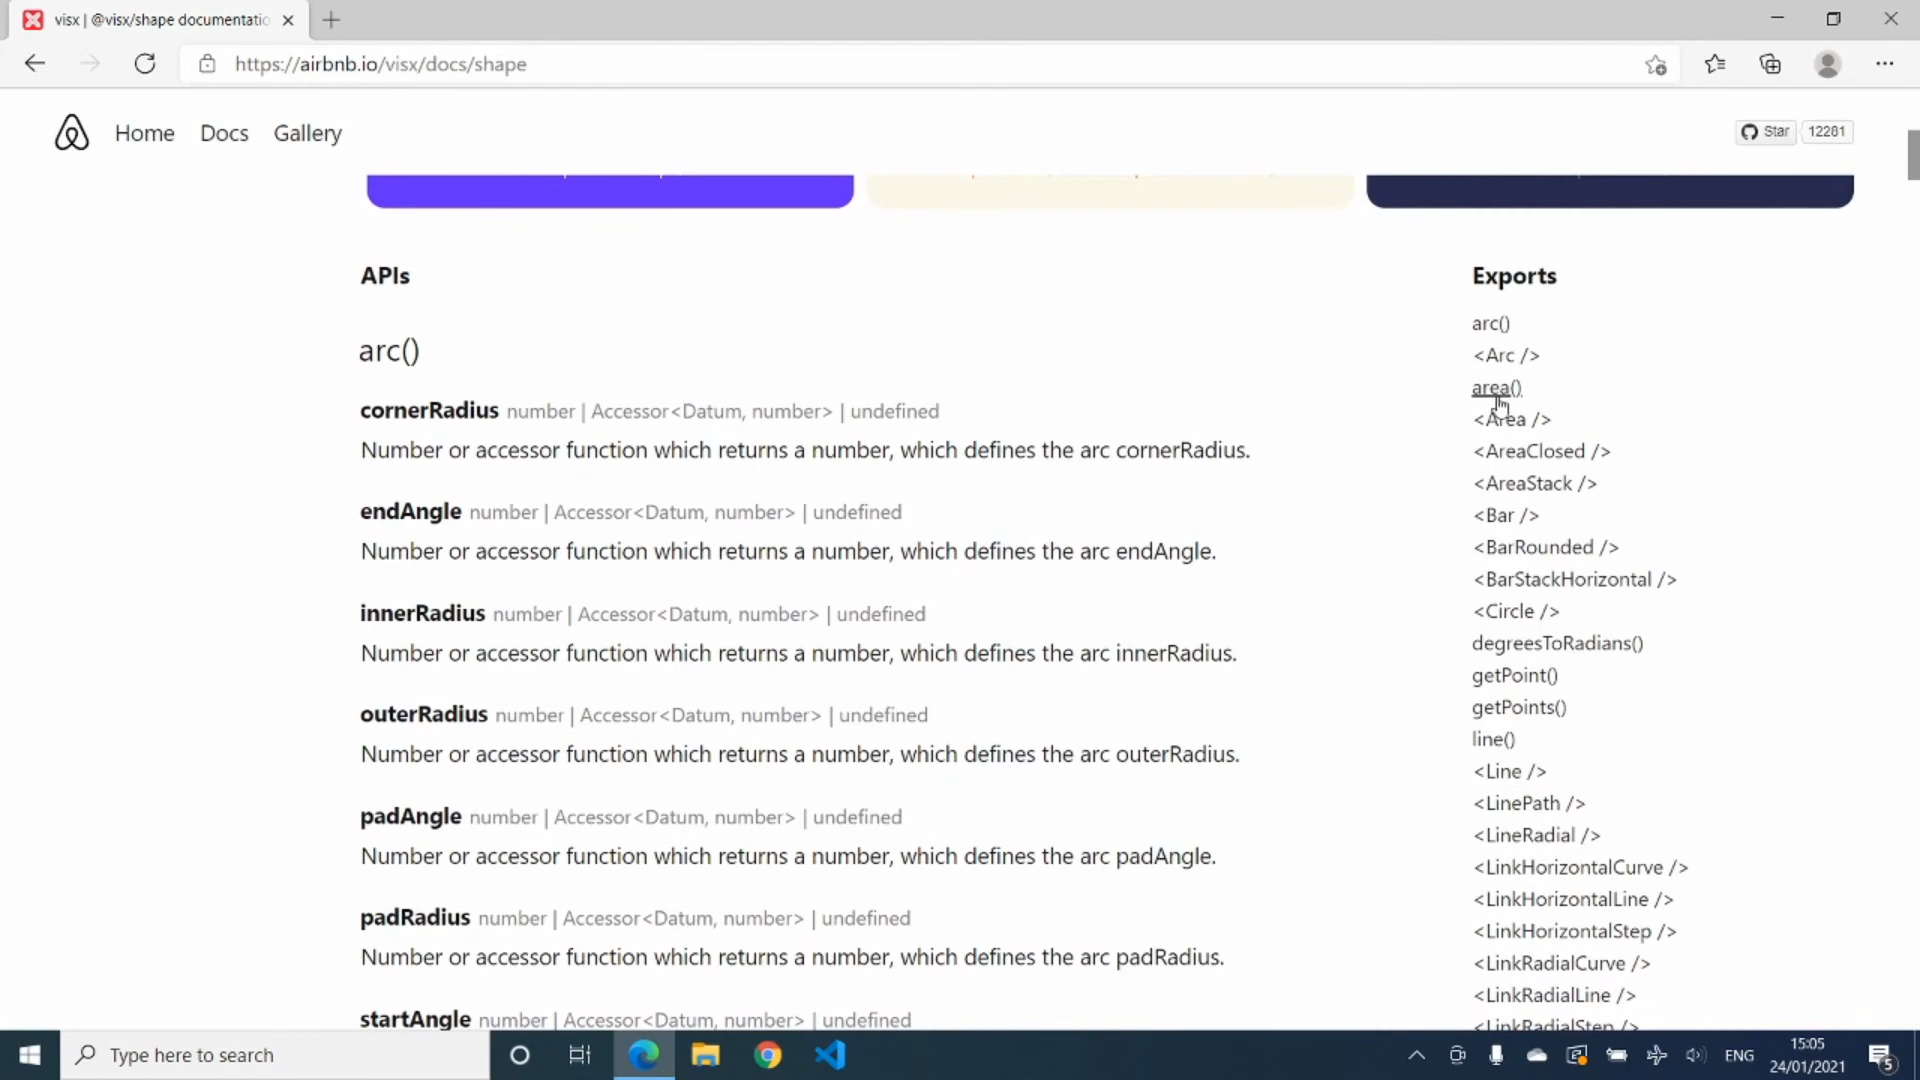 visx | @visx/shape documentatio
https://airbnb.io/visx/docs/shape
Home Docs Gallery
Star 12281
APIs
arc()
cornerRadius number | Accessor<Datum, number> | undefined
Number or accessor function which returns a number, which defines the arc cornerRadius.
endAngle number | Accessor<Datum, number> | undefined
Number or accessor function which returns a number, which defines the arc endAngle.
innerRadius number | Accessor<Datum, number> | undefined
Number or accessor function which returns a number, which defines the arc innerRadius.
outerRadius number | Accessor<Datum, number> | undefined
Number or accessor function which returns a number, which defines the arc outerRadius.
padAngle number | Accessor<Datum, number> | undefined
Number or accessor function which returns a number, which defines the arc padAngle.
padRadius number | Accessor<Datum, number> | undefined
Number or accessor function which returns a number, which defines the arc padRadius.
startAngle number | Accessor<Datum, number> | undefined
Exports
arc()
<Arc />
area()
<Area />
<AreaClosed />
<AreaStack />
<Bar />
<BarRounded />
<BarStackHorizontal />
<Circle />
degreesToRadians()
getPoint()
getPoints()
line()
<Line />
<LinePath />
<LineRadial />
<LinkHorizontalCurve />
<LinkHorizontalLine />
<LinkHorizontalStep />
<LinkRadialCurve />
<LinkRadialLine />
<LinkRadialStep />
Type here to search
ENG
15:05
24/01/2021
5